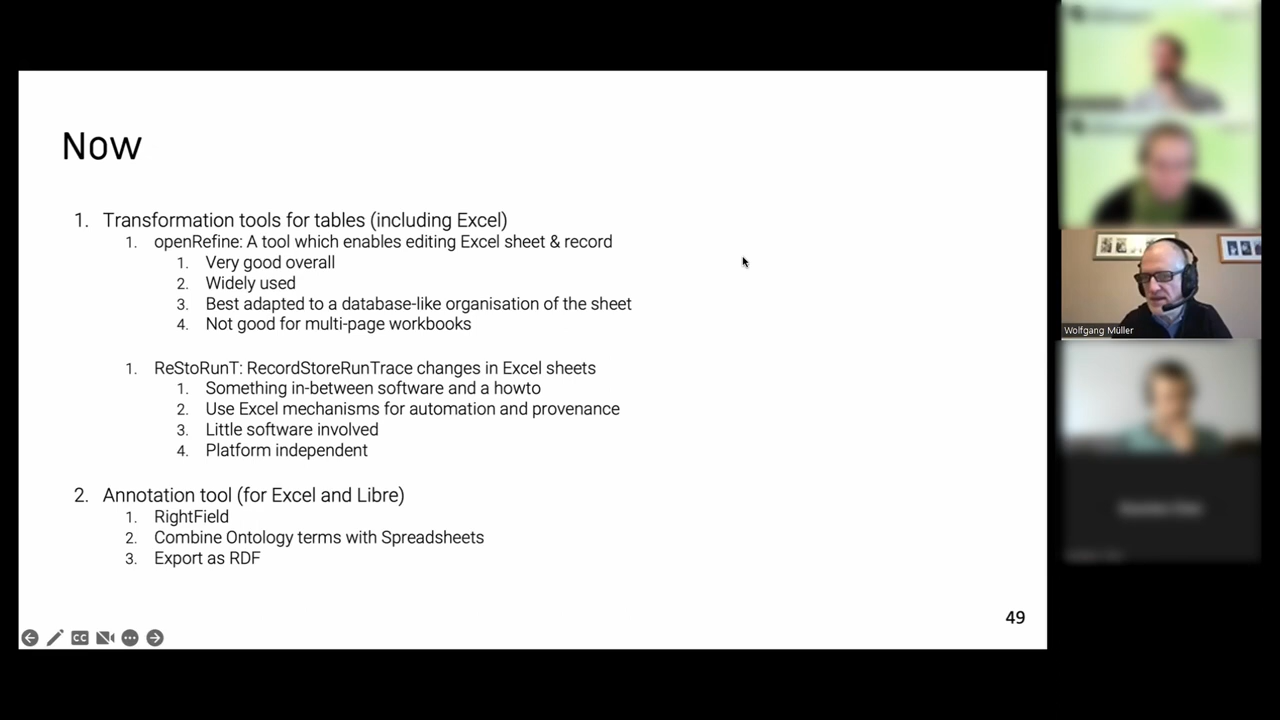 Now
1. Transformation tools for tables (including Excel)
1. openRefine: A tool which enables editing Excel sheet & record
1. Very good overall
2. Widely used
3. Best adapted to a database-like organisation of the sheet
4. Not good for multi-page workbooks
1. ReStoRunT: RecordStoreRunTrace changes in Excel sheets
1. Something in-between software and a howto
2. Use Excel mechanisms for automation and provenance
3. Little software involved
4. Platform independent
2. Annotation tool (for Excel and Libre)
1. RightField
2. Combine Ontology terms with Spreadsheets
3. Export as RDF
49
CC
Wolfgang Müller